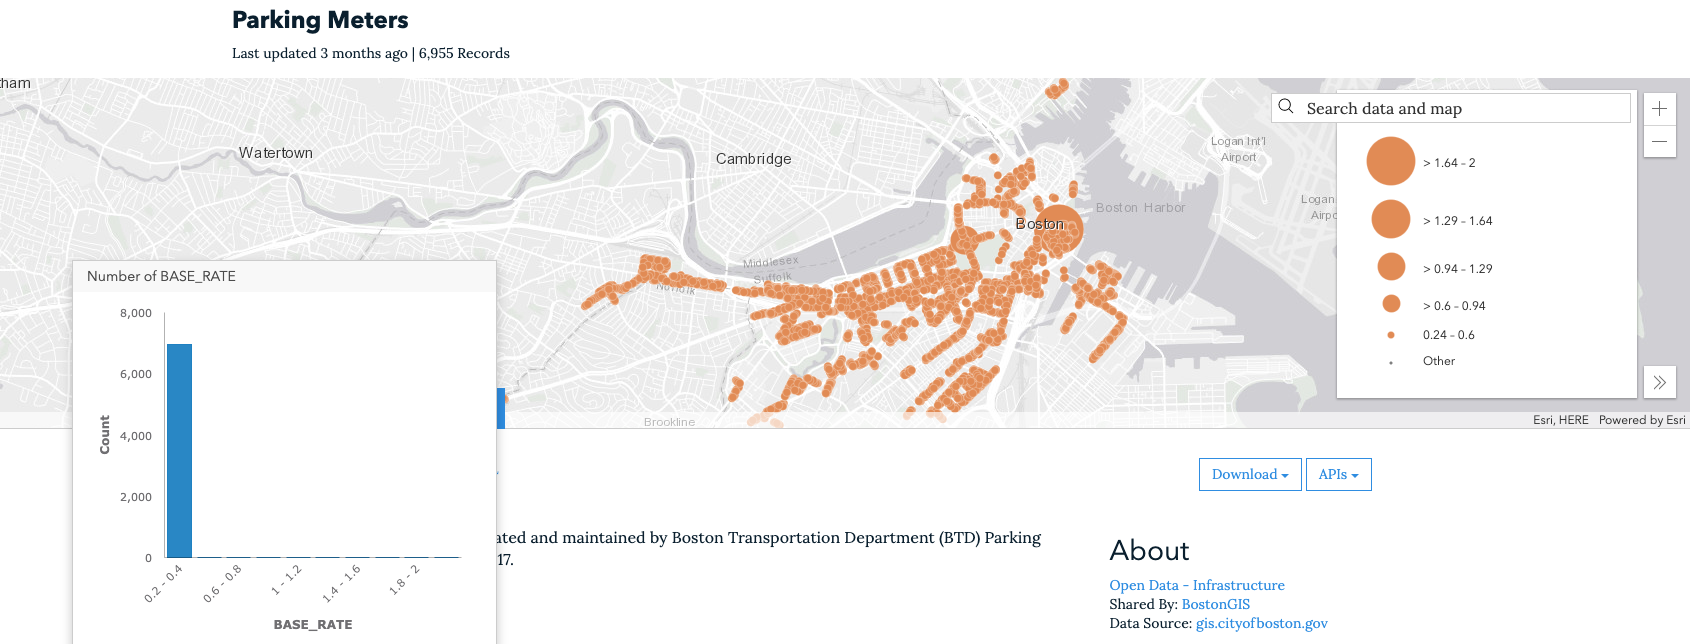 Parking Meters
Last updated 3 months ago | 6,955 Records
Watertown
Cambridge
Logan Int'l
Airport
Logan
Boston Harbor
Boston
Middlesex
Suffolk
Norfolk
Brookline
Search data and map
> 1.64 – 2
> 1.29 – 1.64
> 0.94 – 1.29
> 0.6 – 0.94
0.24 – 0.6
Other
Esri, HERE Powered by Esri
Number of BASE_RATE
8,000
6,000
4,000
2,000
0
Count
0.2 - 0.4
0.6 - 0.8
1 - 1.2
1.4 - 1.6
1.8 - 2
BASE_RATE
Download
APIs
ated and maintained by Boston Transportation Department (BTD) Parking
17.
About
Open Data - Infrastructure
Shared By: BostonGIS
Data Source: gis.cityofboston.gov